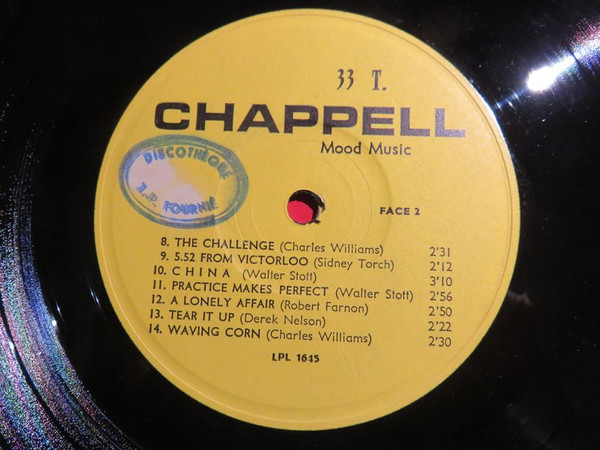 33 T.
CHAPPELL
Mood Music
DISCOTHÈQUE
J.P. TOURNIÉ
FACE 2
8. THE CHALLENGE (Charles Williams) 2'31
9. 5.52 FROM VICTORLOO (Sidney Torch) 2'12
10. CHINA (Walter Stott) 3'10
11. PRACTICE MAKES PERFECT (Walter Stott) 2'56
12. A LONELY AFFAIR (Robert Farnon) 2'50
13. TEAR IT UP (Derek Nelson) 2'22
14. WAVING CORN (Charles Williams) 2'30
LPL 1645